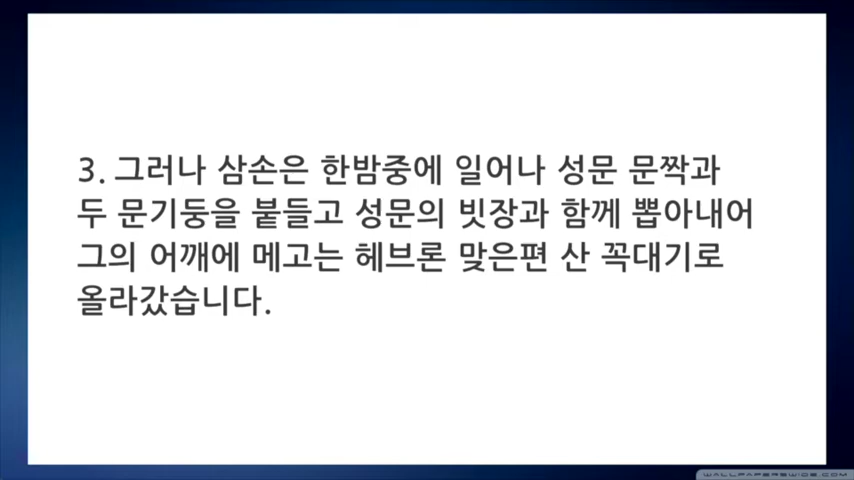 3. 그러나 삼손은 한밤중에 일어나 성문 문짝과
두 문기둥을 붙들고 성문의 빗장과 함께 뽑아내어
그의 어깨에 메고는 헤브론 맞은편 산 꼭대기로
올라갔습니다.
WALLPAPERSWIDE.COM